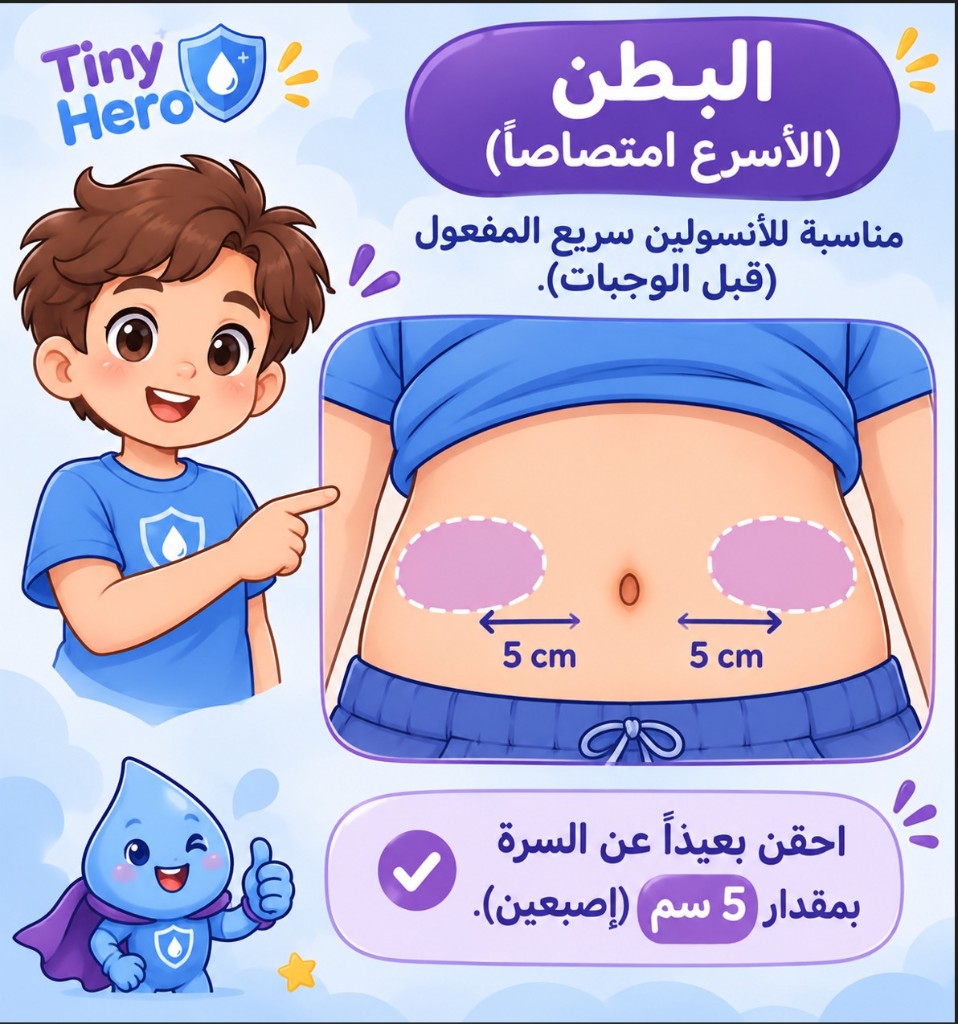 Tiny
Hero
البطن
(الأسرع امتصاصاً)
مناسبة للأنسولين سريع المفعول
(قبل الوجبات).
5 cm
5 cm
احقن بعيذاً عن السرة
بمقدار 5 سم (إصبعين).